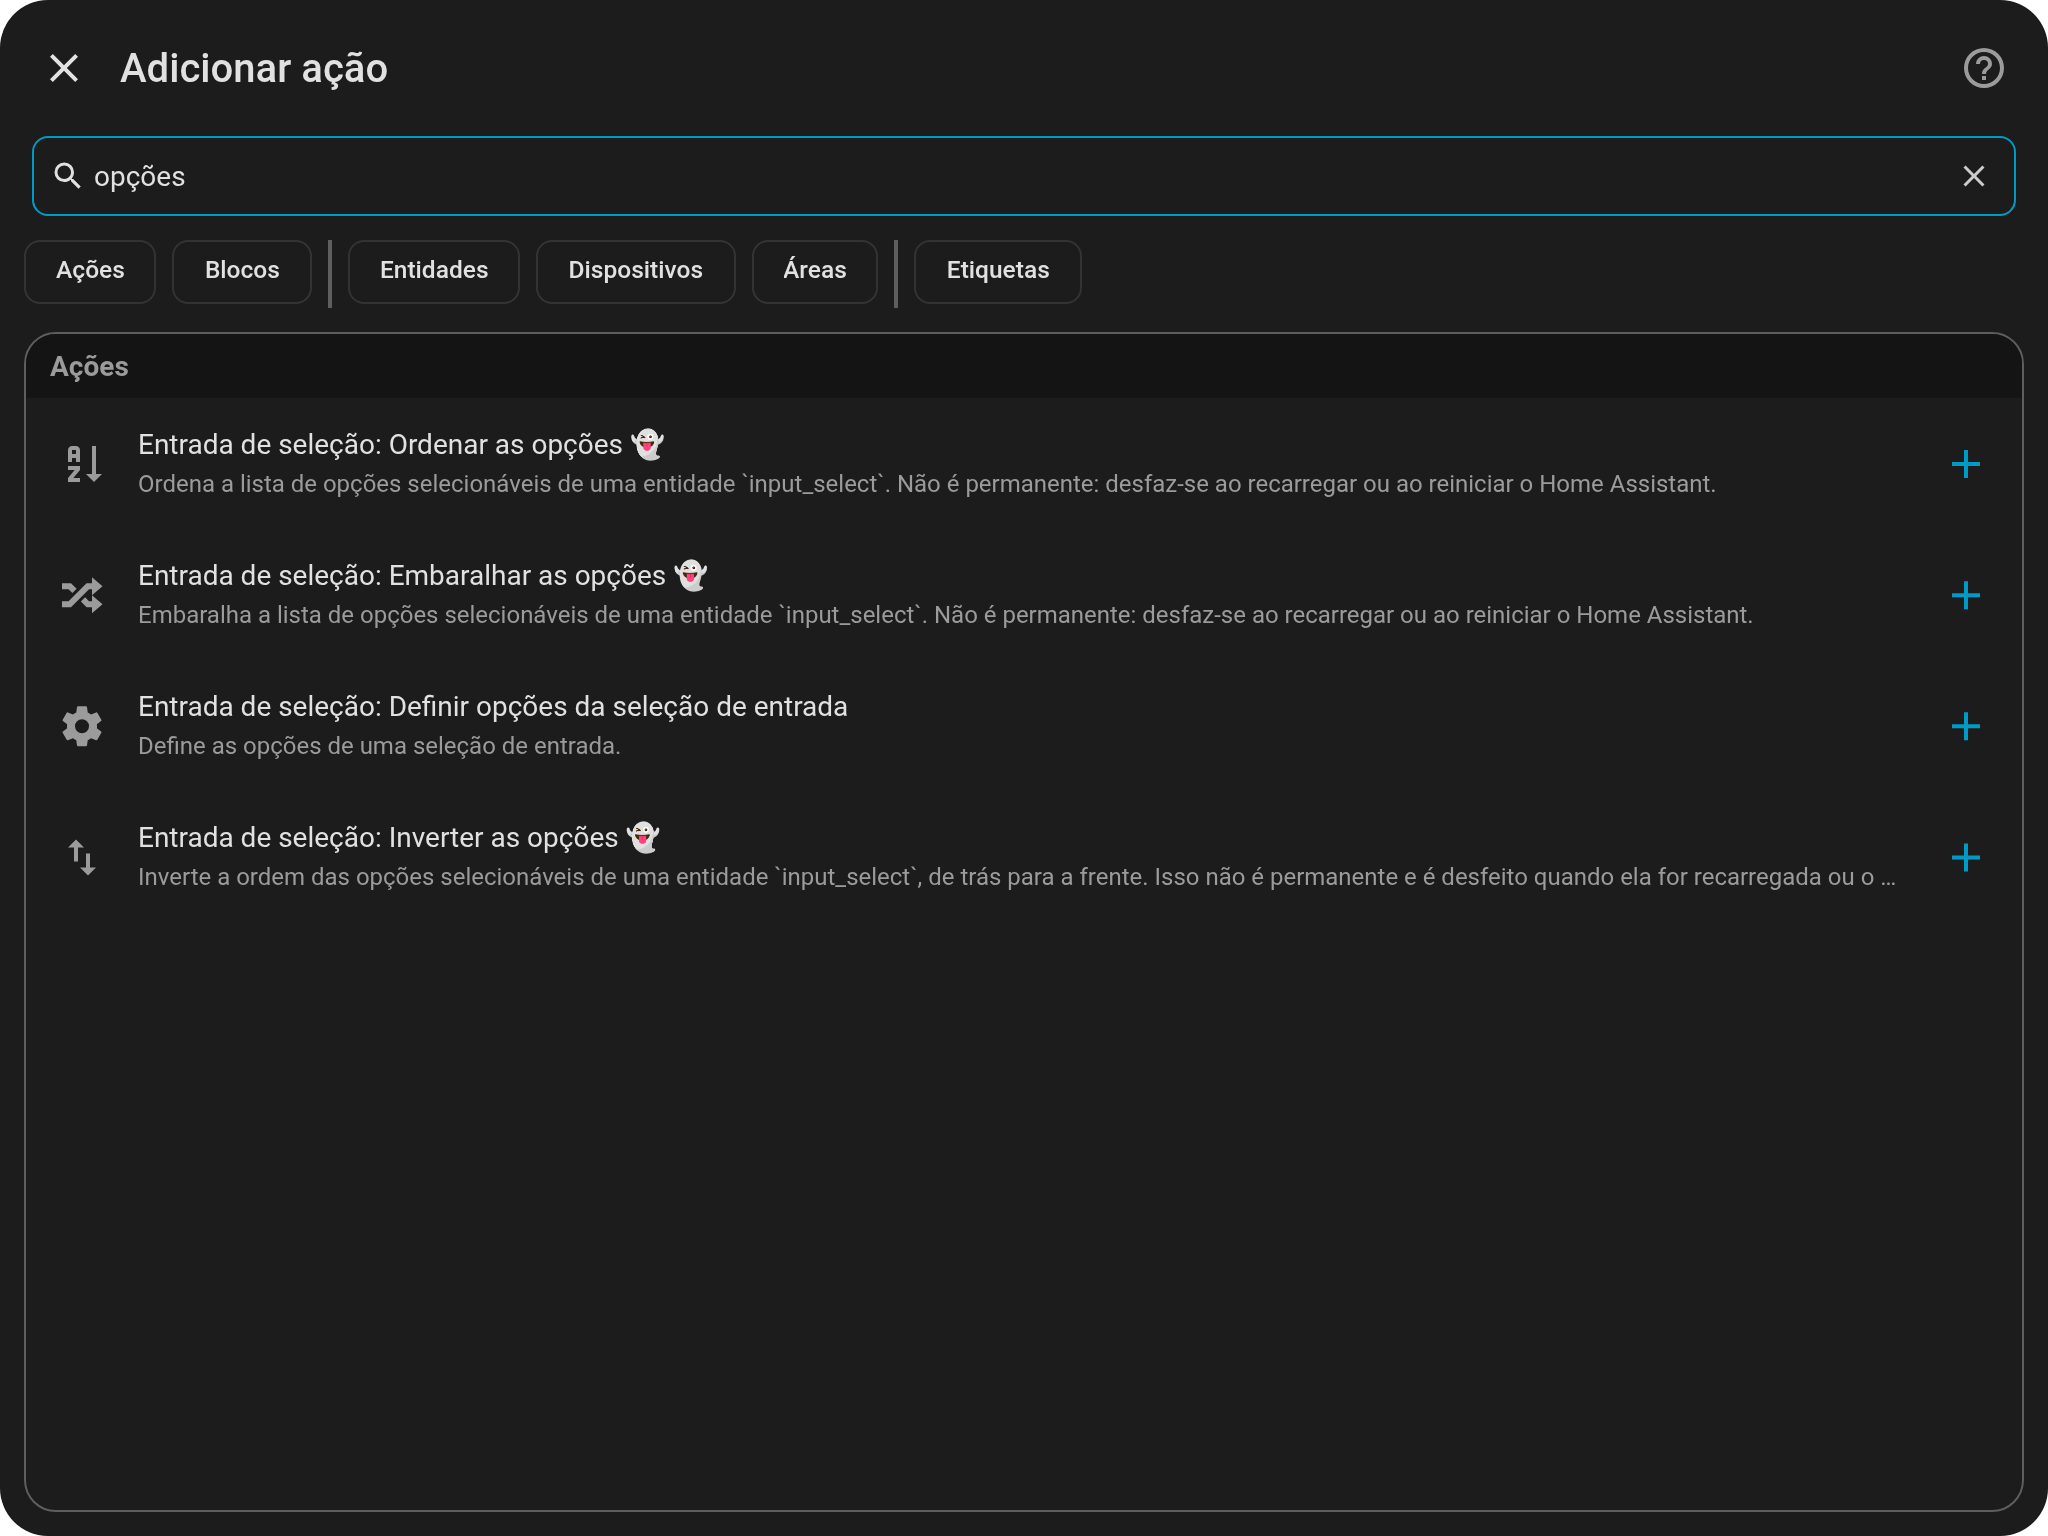 Adicionar ação
opções
Ações
Blocos
Entidades
Dispositivos
Áreas
Etiquetas
Ações
Entrada de seleção: Ordenar as opções 👻
Ordena a lista de opções selecionáveis de uma entidade `input_select`. Não é permanente: desfaz-se ao recarregar ou ao reiniciar o Home Assistant.
Entrada de seleção: Embaralhar as opções 👻
Embaralha a lista de opções selecionáveis de uma entidade `input_select`. Não é permanente: desfaz-se ao recarregar ou ao reiniciar o Home Assistant.
Entrada de seleção: Definir opções da seleção de entrada
Define as opções de uma seleção de entrada.
Entrada de seleção: Inverter as opções 👻
Inverte a ordem das opções selecionáveis de uma entidade `input_select`, de trás para a frente. Isso não é permanente e é desfeito quando ela for recarregada ou o …